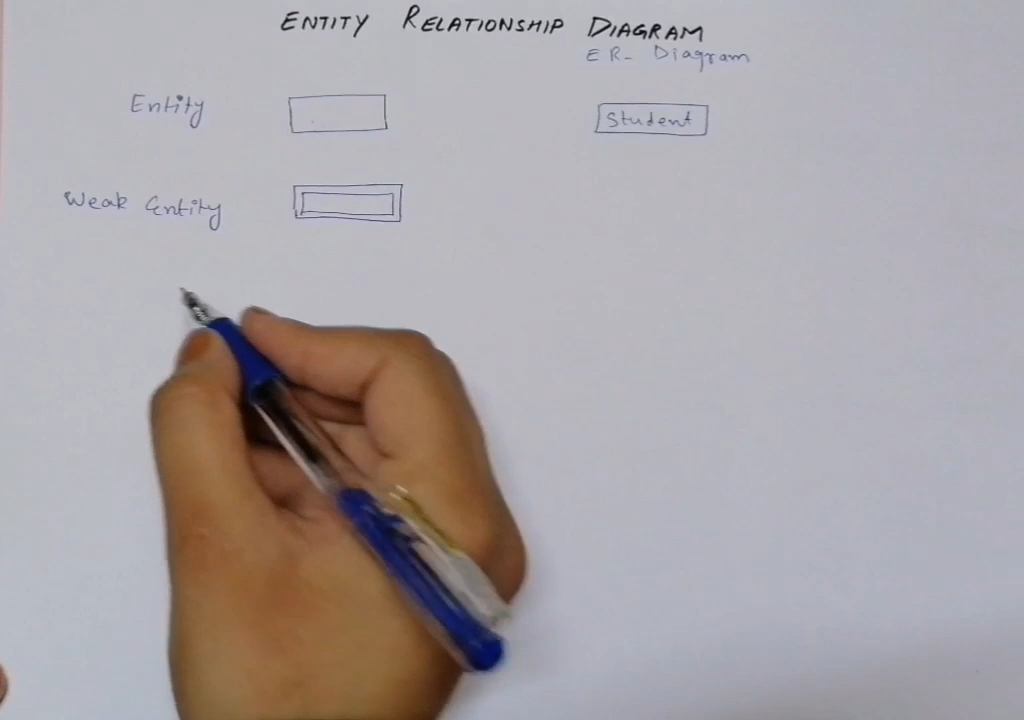 ENTITY RELATIONSHIP DIAGRAM
ER- Diagram
Entity
Student
Weak Entity